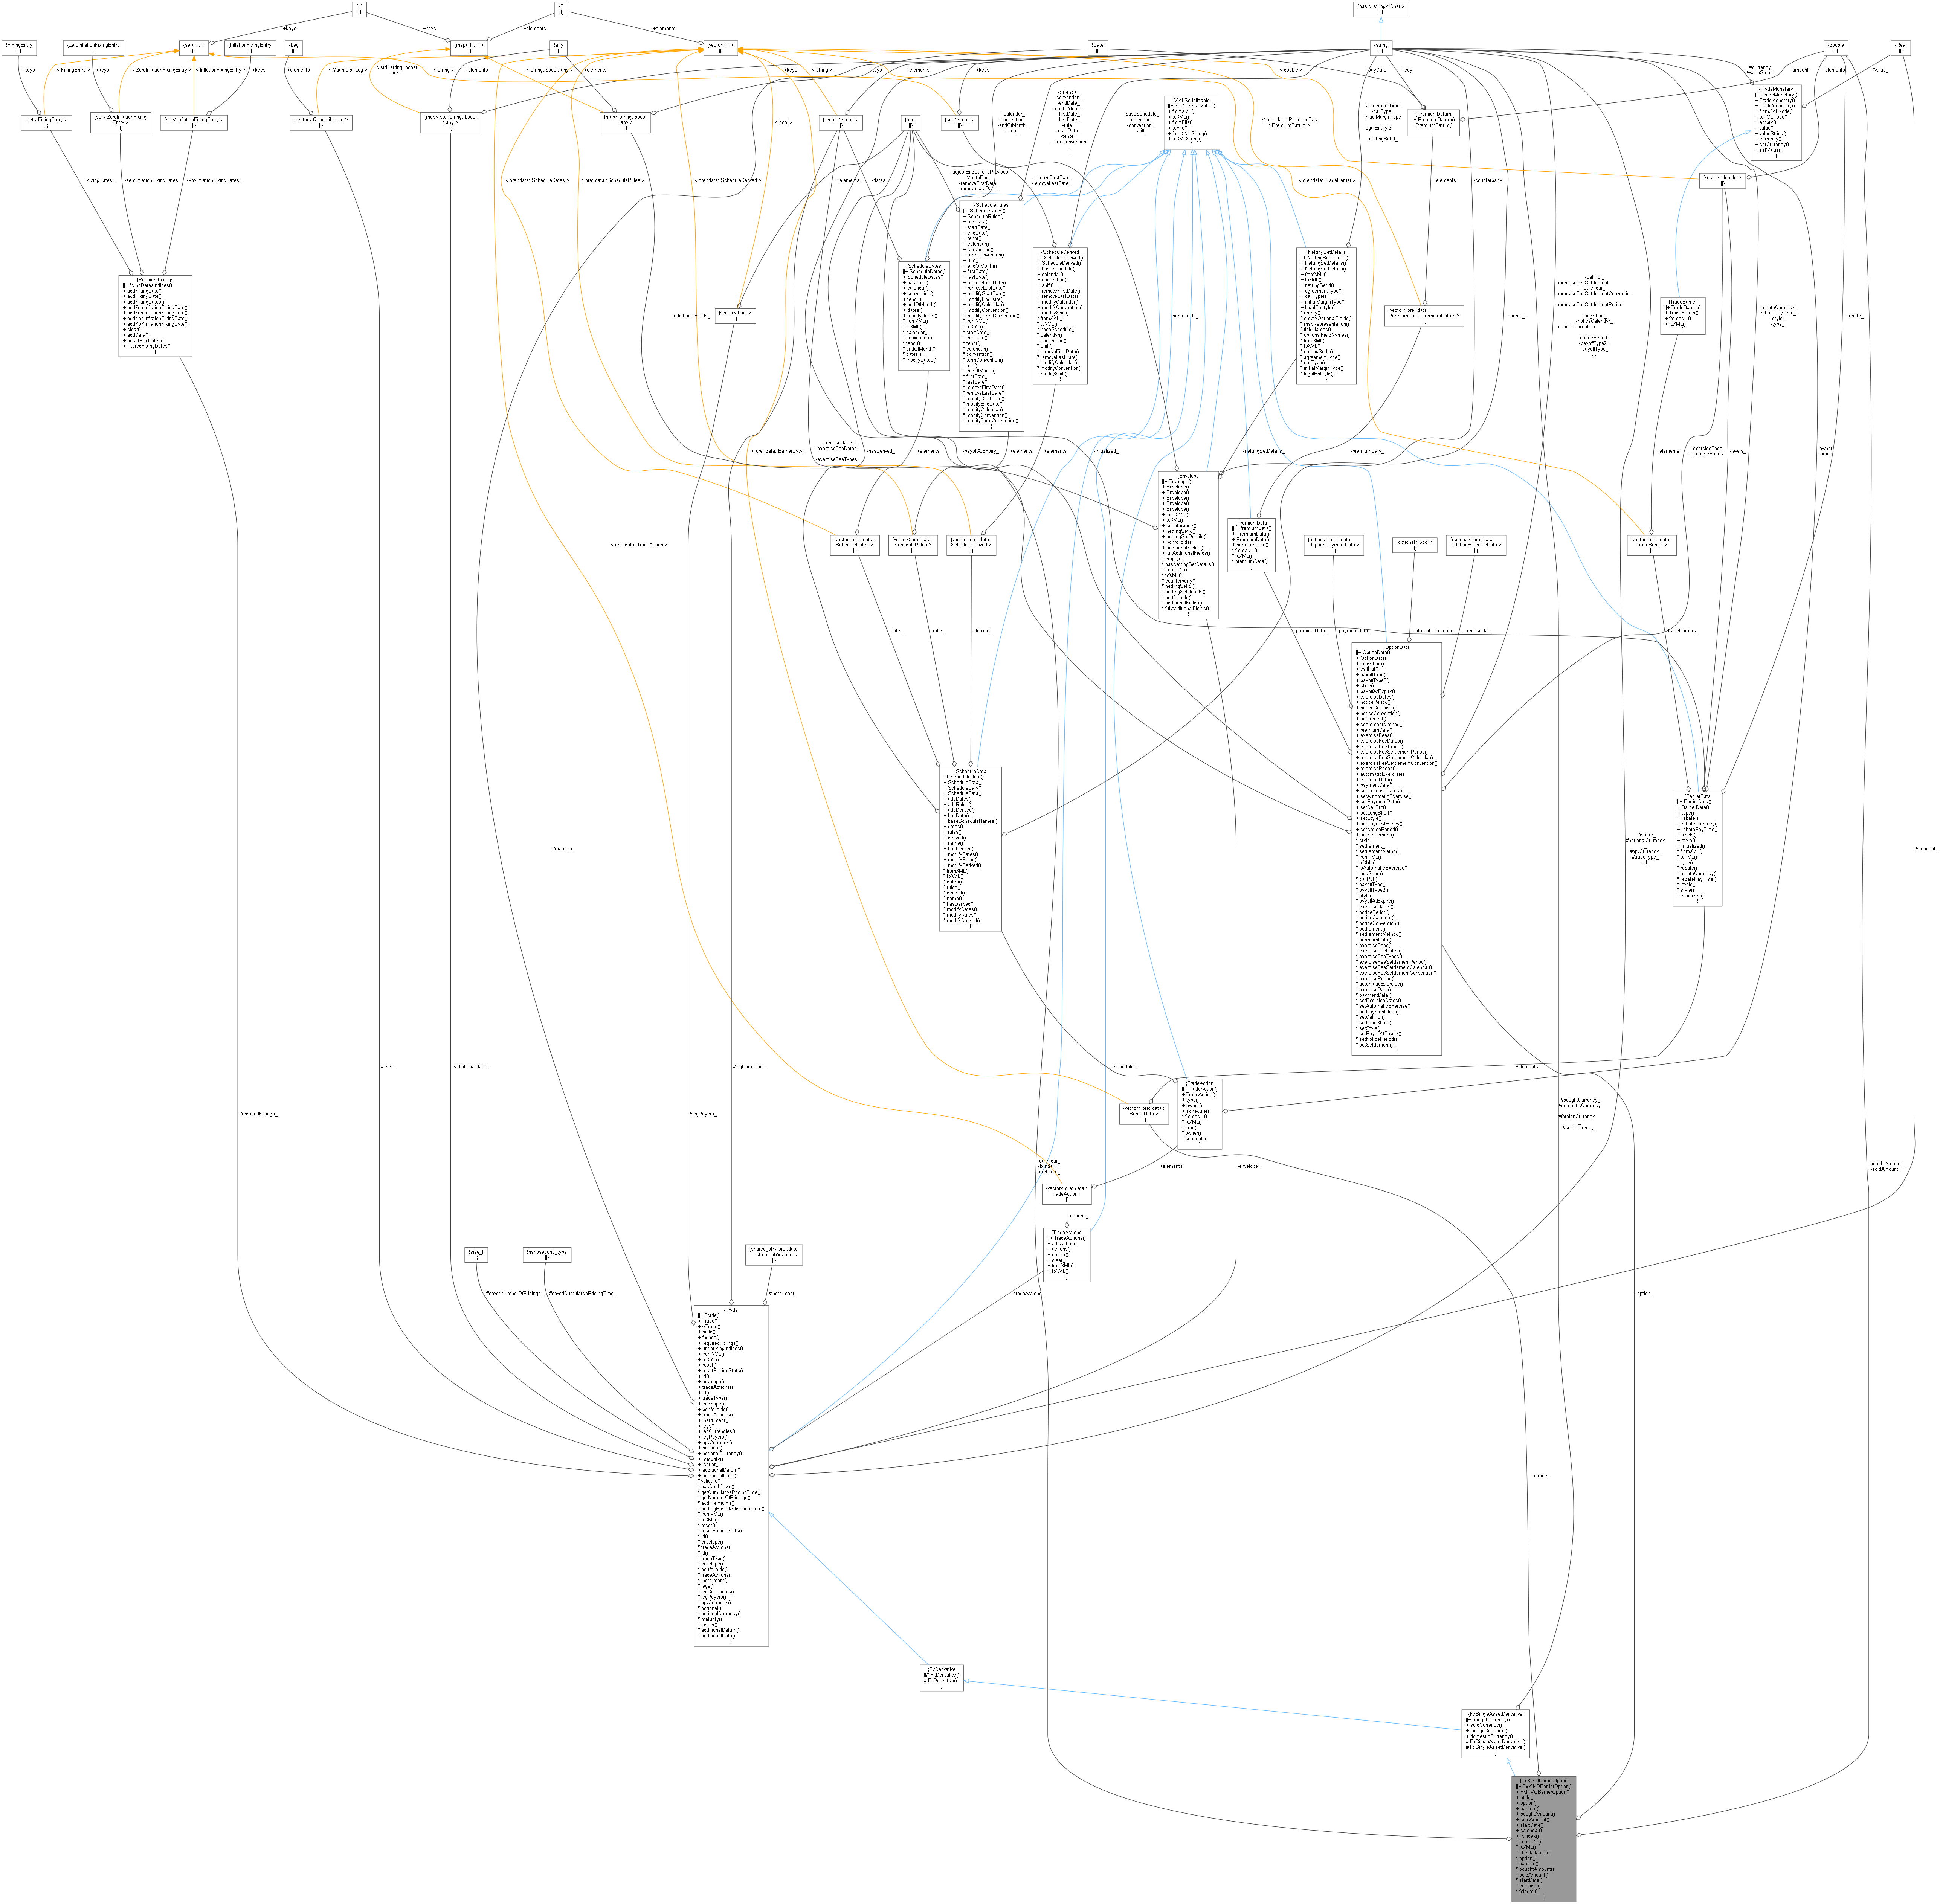 {K
||}
{T
||}
{basic_string< Char >
||}
+keys
+keys
+elements
+elements
{FixingEntry
||}
{ZeroInflationFixingEntry
||}
{set< K >
||}
{InflationFixingEntry
||}
{Leg
||}
{map< K, T >
||}
{any
||}
{vector< T >
||}
{Date
||}
{string
||}
{double
||}
{Real
||}
+keys
+keys
< FixingEntry >
< ZeroInflationFixingEntry >
< InflationFixingEntry >
+keys
+elements
< QuantLib::Leg >
< std::string, boost
::any >
< string >
+elements
< string, boost::any >
+elements
+keys
< string >
+keys
+elements
+keys
+payDate
+ccy
< double >
#currency_
#valueString_
+amount
+elements
#value_
{set< FixingEntry >
||}
{set< ZeroInflationFixing
Entry >
||}
{set< InflationFixingEntry >
||}
{vector< QuantLib::Leg >
||}
{map< std::string, boost
::any >
||}
{map< string, boost
::any >
||}
< bool >
{vector< string >
||}
{bool
||}
{set< string >
||}
-calendar_
-convention_
-endOfMonth_
-tenor_
-calendar_
-convention_
-endDate_
-endOfMonth_
-firstDate_
-lastDate_
-rule_
-startDate_
-tenor_
-termConvention
_
...
-baseSchedule_
-calendar_
-convention_
-shift_
{XMLSerializable
||+ ~XMLSerializable()
+ fromXML()
+ toXML()
+ fromFile()
+ toFile()
+ fromXMLString()
+ toXMLString()
}
< ore::data::PremiumData
::PremiumDatum >
-agreementType_
-callType_
-initialMarginType
_
-legalEntityId
_
-nettingSetId_
{PremiumDatum
||+ PremiumDatum()
+ PremiumDatum()
}
{TradeMonetary
||+ TradeMonetary()
+ TradeMonetary()
+ TradeMonetary()
+ fromXMLNode()
+ toXMLNode()
+ empty()
+ value()
+ valueString()
+ currency()
+ setCurrency()
+ setValue()
}
-fixingDates_
-zeroInflationFixingDates_
-yoyInflationFixingDates_
< ore::data::ScheduleDates >
< ore::data::ScheduleRules >
< ore::data::ScheduleDerived >
+elements
-dates_
-adjustEndDateToPrevious
MonthEnd_
-removeFirstDate_
-removeLastDate_
-removeFirstDate_
-removeLastDate_
< ore::data::TradeBarrier >
+elements
-counterparty_
{vector< double >
||}
{RequiredFixings
||+ fixingDatesIndices()
+ addFixingDate()
+ addFixingDate()
+ addFixingDates()
+ addZeroInflationFixingDate()
+ addZeroInflationFixingDate()
+ addYoYInflationFixingDate()
+ addYoYInflationFixingDate()
+ clear()
+ addData()
+ unsetPayDates()
+ filteredFixingDates()
}
-additionalFields_
{vector< bool >
||}
{ScheduleDates
||+ ScheduleDates()
+ ScheduleDates()
+ hasData()
+ calendar()
+ convention()
+ tenor()
+ endOfMonth()
+ dates()
+ modifyDates()
* fromXML()
* toXML()
* calendar()
* convention()
* tenor()
* endOfMonth()
* dates()
* modifyDates()
}
{ScheduleRules
||+ ScheduleRules()
+ ScheduleRules()
+ hasData()
+ startDate()
+ endDate()
+ tenor()
+ calendar()
+ convention()
+ termConvention()
+ rule()
+ endOfMonth()
+ firstDate()
+ lastDate()
+ removeFirstDate()
+ removeLastDate()
+ modifyStartDate()
+ modifyEndDate()
+ modifyCalendar()
+ modifyConvention()
+ modifyTermConvention()
* fromXML()
* toXML()
* startDate()
* endDate()
* tenor()
* calendar()
* convention()
* termConvention()
* rule()
* endOfMonth()
* firstDate()
* lastDate()
* removeFirstDate()
* removeLastDate()
* modifyStartDate()
* modifyEndDate()
* modifyCalendar()
* modifyConvention()
* modifyTermConvention()
}
{ScheduleDerived
||+ ScheduleDerived()
+ ScheduleDerived()
+ baseSchedule()
+ calendar()
+ convention()
+ shift()
+ removeFirstDate()
+ removeLastDate()
+ modifyCalendar()
+ modifyConvention()
+ modifyShift()
* fromXML()
* toXML()
* baseSchedule()
* calendar()
* convention()
* shift()
* removeFirstDate()
* removeLastDate()
* modifyCalendar()
* modifyConvention()
* modifyShift()
}
-portfolioIds_
{NettingSetDetails
||+ NettingSetDetails()
+ NettingSetDetails()
+ NettingSetDetails()
+ fromXML()
+ toXML()
+ nettingSetId()
+ agreementType()
+ callType()
+ initialMarginType()
+ legalEntityId()
* empty()
* emptyOptionalFields()
* mapRepresentation()
* fieldNames()
* optionalFieldNames()
* fromXML()
* toXML()
* nettingSetId()
* agreementType()
* callType()
* initialMarginType()
* legalEntityId()
}
{vector< ore::data::
PremiumData::PremiumDatum >
||}
-name_
-callPut_
-exerciseFeeSettlement
Calendar_
-exerciseFeeSettlementConvention
_
-exerciseFeeSettlementPeriod
_
-longShort_
-noticeCalendar_
-noticeConvention
_
-noticePeriod_
-payoffType2_
-payoffType_
...
{TradeBarrier
||+ TradeBarrier()
+ TradeBarrier()
+ fromXML()
+ toXML()
}
-rebateCurrency_
-rebatePayTime_
-style_
-type_
-rebate_
< ore::data::TradeAction >
< ore::data::BarrierData >
-exerciseDates_
-exerciseFeeDates
_
-exerciseFeeTypes_
-hasDerived_
+elements
-payoffAtExpiry_
+elements
+elements
-initialized_
{Envelope
||+ Envelope()
+ Envelope()
+ Envelope()
+ Envelope()
+ Envelope()
+ Envelope()
+ fromXML()
+ toXML()
+ counterparty()
+ nettingSetId()
+ nettingSetDetails()
+ portfolioIds()
+ additionalFields()
+ fullAdditionalFields()
* empty()
* hasNettingSetDetails()
* fromXML()
* toXML()
* counterparty()
* nettingSetId()
* nettingSetDetails()
* portfolioIds()
* additionalFields()
* fullAdditionalFields()
}
-nettingSetDetails_
-premiumData_
+elements
-exerciseFees_
-exercisePrices_
-levels_
-owner_
-type_
{vector< ore::data::
ScheduleDates >
||}
{vector< ore::data::
ScheduleRules >
||}
{vector< ore::data::
ScheduleDerived >
||}
{PremiumData
||+ PremiumData()
+ PremiumData()
+ PremiumData()
+ premiumData()
* fromXML()
* toXML()
* premiumData()
}
{optional< ore::data
::OptionPaymentData >
||}
{optional< bool >
||}
{optional< ore::data
::OptionExerciseData >
||}
{vector< ore::data::
TradeBarrier >
||}
-dates_
-rules_
-derived_
-premiumData_
-paymentData_
-automaticExercise_
-exerciseData_
-tradeBarriers_
{OptionData
||+ OptionData()
+ OptionData()
+ longShort()
+ callPut()
+ payoffType()
+ payoffType2()
+ style()
+ payoffAtExpiry()
+ exerciseDates()
+ noticePeriod()
+ noticeCalendar()
+ noticeConvention()
+ settlement()
+ settlementMethod()
+ premiumData()
+ exerciseFees()
+ exerciseFeeDates()
+ exerciseFeeTypes()
+ exerciseFeeSettlementPeriod()
+ exerciseFeeSettlementCalendar()
+ exerciseFeeSettlementConvention()
+ exercisePrices()
+ automaticExercise()
+ exerciseData()
+ paymentData()
+ setExerciseDates()
+ setAutomaticExercise()
+ setPaymentData()
+ setCallPut()
+ setLongShort()
+ setStyle()
+ setPayoffAtExpiry()
+ setNoticePeriod()
+ setSettlement()
* style_
* settlement_
* settlementMethod_
* fromXML()
* toXML()
* isAutomaticExercise()
* longShort()
* callPut()
* payoffType()
* payoffType2()
* style()
* payoffAtExpiry()
* exerciseDates()
* noticePeriod()
* noticeCalendar()
* noticeConvention()
* settlement()
* settlementMethod()
* premiumData()
* exerciseFees()
* exerciseFeeDates()
* exerciseFeeTypes()
* exerciseFeeSettlementPeriod()
* exerciseFeeSettlementCalendar()
* exerciseFeeSettlementConvention()
* exercisePrices()
* automaticExercise()
* exerciseData()
* paymentData()
* setExerciseDates()
* setAutomaticExercise()
* setPaymentData()
* setCallPut()
* setLongShort()
* setStyle()
* setPayoffAtExpiry()
* setNoticePeriod()
* setSettlement()
}
{ScheduleData
||+ ScheduleData()
+ ScheduleData()
+ ScheduleData()
+ ScheduleData()
+ addDates()
+ addRules()
+ addDerived()
+ hasData()
+ baseScheduleNames()
+ dates()
+ rules()
+ derived()
+ name()
+ hasDerived()
+ modifyDates()
+ modifyRules()
+ modifyDerived()
* fromXML()
* toXML()
* dates()
* rules()
* derived()
* name()
* hasDerived()
* modifyDates()
* modifyRules()
* modifyDerived()
}
{BarrierData
||+ BarrierData()
+ BarrierData()
+ type()
+ rebate()
+ rebateCurrency()
+ rebatePayTime()
+ levels()
+ style()
+ initialized()
* fromXML()
* toXML()
* type()
* rebate()
* rebateCurrency()
* rebatePayTime()
* levels()
* style()
* initialized()
}
#maturity_
#issuer_
#notionalCurrency
_
#npvCurrency_
#tradeType_
-id_
#notional_
#legs_
#additionalData_
#legCurrencies_
-schedule_
+elements
{TradeAction
||+ TradeAction()
+ TradeAction()
+ type()
+ owner()
+ schedule()
* fromXML()
* toXML()
* type()
* owner()
* schedule()
}
{vector< ore::data::
BarrierData >
||}
#requiredFixings_
#legPayers_
#boughtCurrency_
#domesticCurrency
_
#foreignCurrency
_
#soldCurrency_
-calendar_
-fxIndex_
-startDate_
+elements
-envelope_
-boughtAmount_
-soldAmount_
{vector< ore::data::
TradeAction >
||}
-actions_
{TradeActions
||+ TradeActions()
+ addAction()
+ actions()
+ empty()
+ clear()
+ fromXML()
+ toXML()
}
{size_t
||}
{nanosecond_type
||}
{shared_ptr< ore::data
::InstrumentWrapper >
||}
#savedNumberOfPricings_
#savedCumulativePricingTime_
#instrument_
-tradeActions_
-option_
{Trade
||+ Trade()
+ Trade()
+ ~Trade()
+ build()
+ fixings()
+ requiredFixings()
+ underlyingIndices()
+ fromXML()
+ toXML()
+ reset()
+ resetPricingStats()
+ id()
+ envelope()
+ tradeActions()
+ id()
+ tradeType()
+ envelope()
+ portfolioIds()
+ tradeActions()
+ instrument()
+ legs()
+ legCurrencies()
+ legPayers()
+ npvCurrency()
+ notional()
+ notionalCurrency()
+ maturity()
+ issuer()
+ additionalDatum()
+ additionalData()
* validate()
* hasCashflows()
* getCumulativePricingTime()
* getNumberOfPricings()
* addPremiums()
* setLegBasedAdditionalData()
* fromXML()
* toXML()
* reset()
* resetPricingStats()
* id()
* envelope()
* tradeActions()
* id()
* tradeType()
* envelope()
* portfolioIds()
* tradeActions()
* instrument()
* legs()
* legCurrencies()
* legPayers()
* npvCurrency()
* notional()
* notionalCurrency()
* maturity()
* issuer()
* additionalDatum()
* additionalData()
}
-barriers_
{FxDerivative
||# FxDerivative()
# FxDerivative()
}
{FxSingleAssetDerivative
||+ boughtCurrency()
+ soldCurrency()
+ foreignCurrency()
+ domesticCurrency()
# FxSingleAssetDerivative()
# FxSingleAssetDerivative()
}
{FxKIKOBarrierOption
||+ FxKIKOBarrierOption()
+ FxKIKOBarrierOption()
+ build()
+ option()
+ barriers()
+ boughtAmount()
+ soldAmount()
+ startDate()
+ calendar()
+ fxIndex()
* fromXML()
* toXML()
* checkBarrier()
* option()
* barriers()
* boughtAmount()
* soldAmount()
* startDate()
* calendar()
* fxIndex()
}